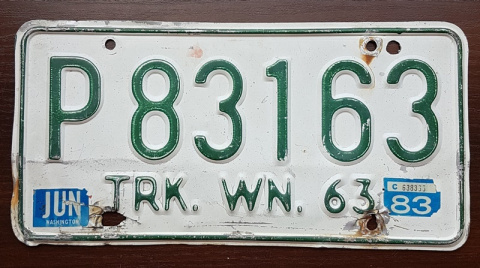 P83163
JUN
WASHINGTON
TRK. WN. 63
C 638333
83